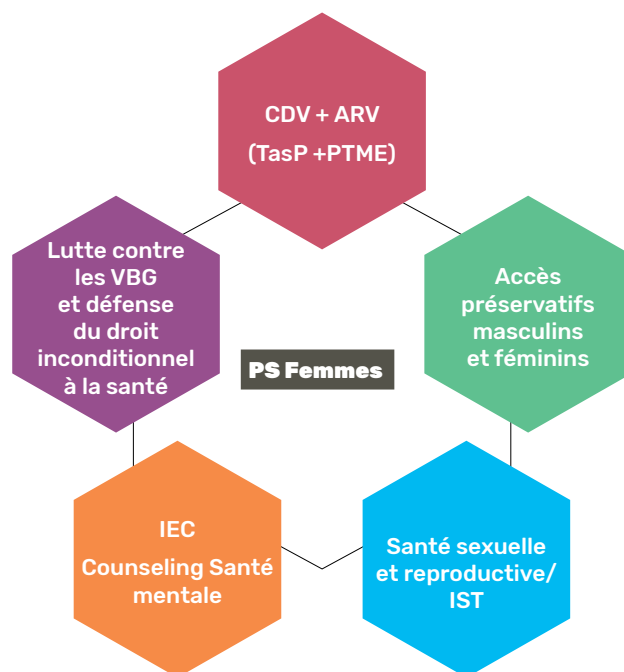 CDV + ARV
(TasP +PTME)
Lutte contre
les VBG
et défense
du droit
inconditionnel
à la santé
Accès
préservatifs
masculins
et féminins
PS Femmes
IEC
Counseling Santé
mentale
Santé sexuelle
et reproductive/
IST